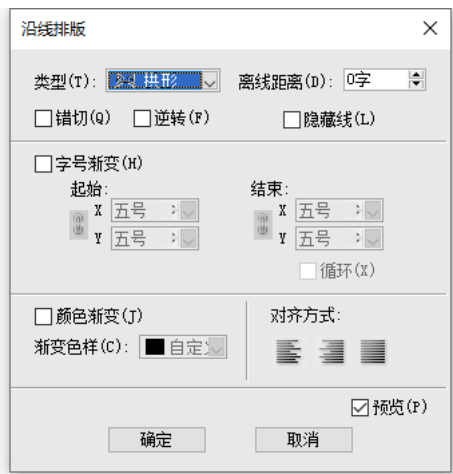 沿线排版
类型(T): 拱形 离线距离(D): 0字
错切(Q) 逆转(F) 隐藏线(L)
字号渐变(H)
起始: 结束:
X 五号 X 五号
Y 五号 Y 五号
循环(X)
颜色渐变(J) 对齐方式:
渐变色样(C): 自定义
预览(P)
确定 取消